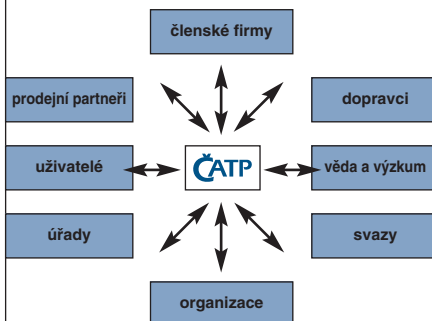 členské firmy
prodejní partneři
dopravci
uživatelé
ČATP
věda a výzkum
úřady
svazy
organizace